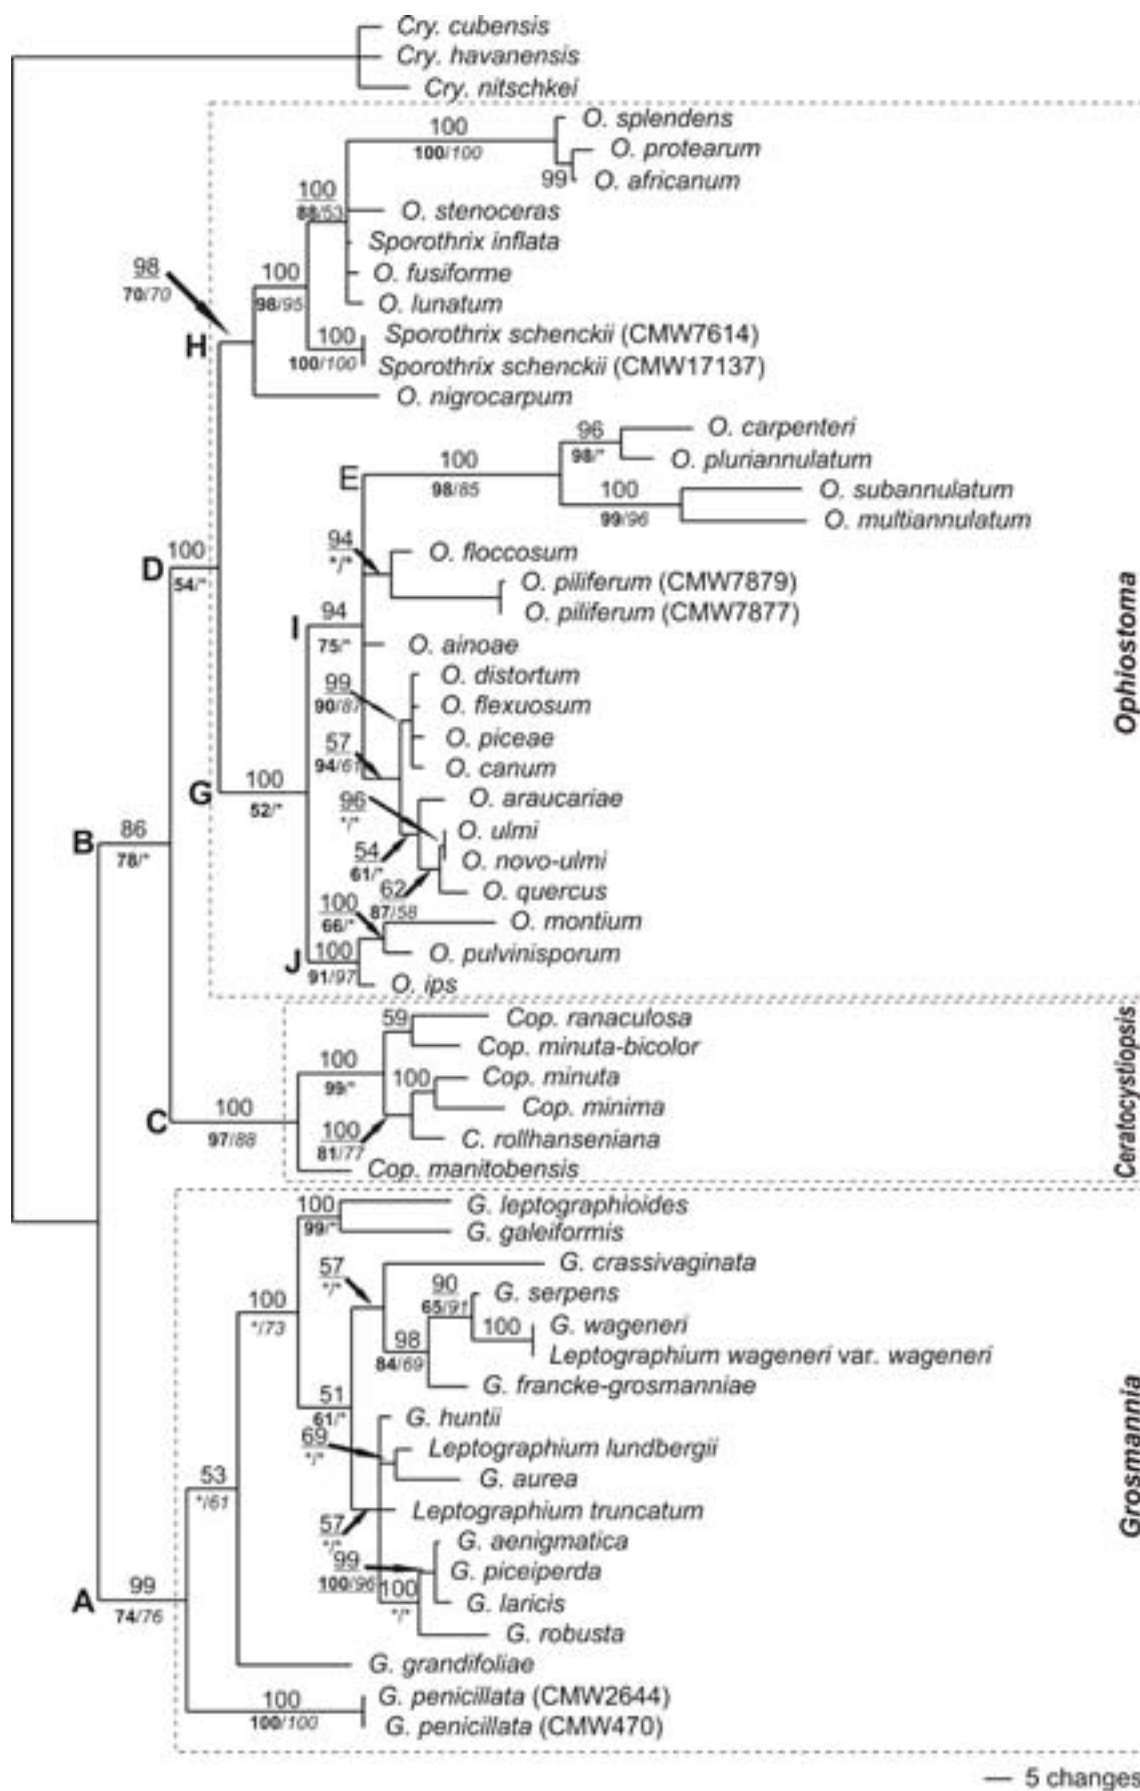 Cry. cubensis
Cry. havanensis
Cry. nitschkei
O. splendens
100
100/100
O. protearum
99
O. africanum
100
88/53
O. stenoceras
Sporothrix inflata
98
70/70
100
98/95
O. fusiforme
O. lunatum
H
100
100/100
Sporothrix schenckii (CMW7614)
Sporothrix schenckii (CMW17137)
O. nigrocarpum
96
98/*
O. carpenteri
O. pluriannulatum
E
100
98/85
100
99/96
O. subannulatum
O. multiannulatum
94
*/*
O. floccosum
D
100
54/*
O. piliferum (CMW7879)
O. piliferum (CMW7877)
I
94
75/*
O. ainoae
99
90/87
O. distortum
O. flexuosum
57
94/61
O. piceae
O. canum
G
100
52/*
96
*/*
O. araucariae
O. ulmi
B
86
78/*
54
61/*
O. novo-ulmi
62
87/58
O. quercus
100
66/*
O. montium
J
100
91/97
O. pulvinisporum
O. ips
Ophiostoma
59
Cop. ranaculosa
Cop. minuta-bicolor
100
99/*
100
Cop. minuta
Cop. minima
C
100
97/88
100
81/77
C. rollhanseniana
Cop. manitobensis
Ceratocystiopsis
100
99/*
G. leptographioides
G. galeiformis
57
*/*
G. crassivaginata
100
*/73
90
65/91
G. serpens
100
G. wageneri
Leptographium wageneri var. wageneri
98
84/69
G. francke-grosmanniae
51
61/*
G. huntii
69
*/*
Leptographium lundbergii
G. aurea
53
*/61
57
*/*
Leptographium truncatum
G. aenigmatica
99
100/96
G. piceiperda
100
*/*
G. laricis
G. robusta
A
99
74/76
G. grandifoliae
100
100/100
G. penicillata (CMW2644)
G. penicillata (CMW470)
Grosmannia
5 changes